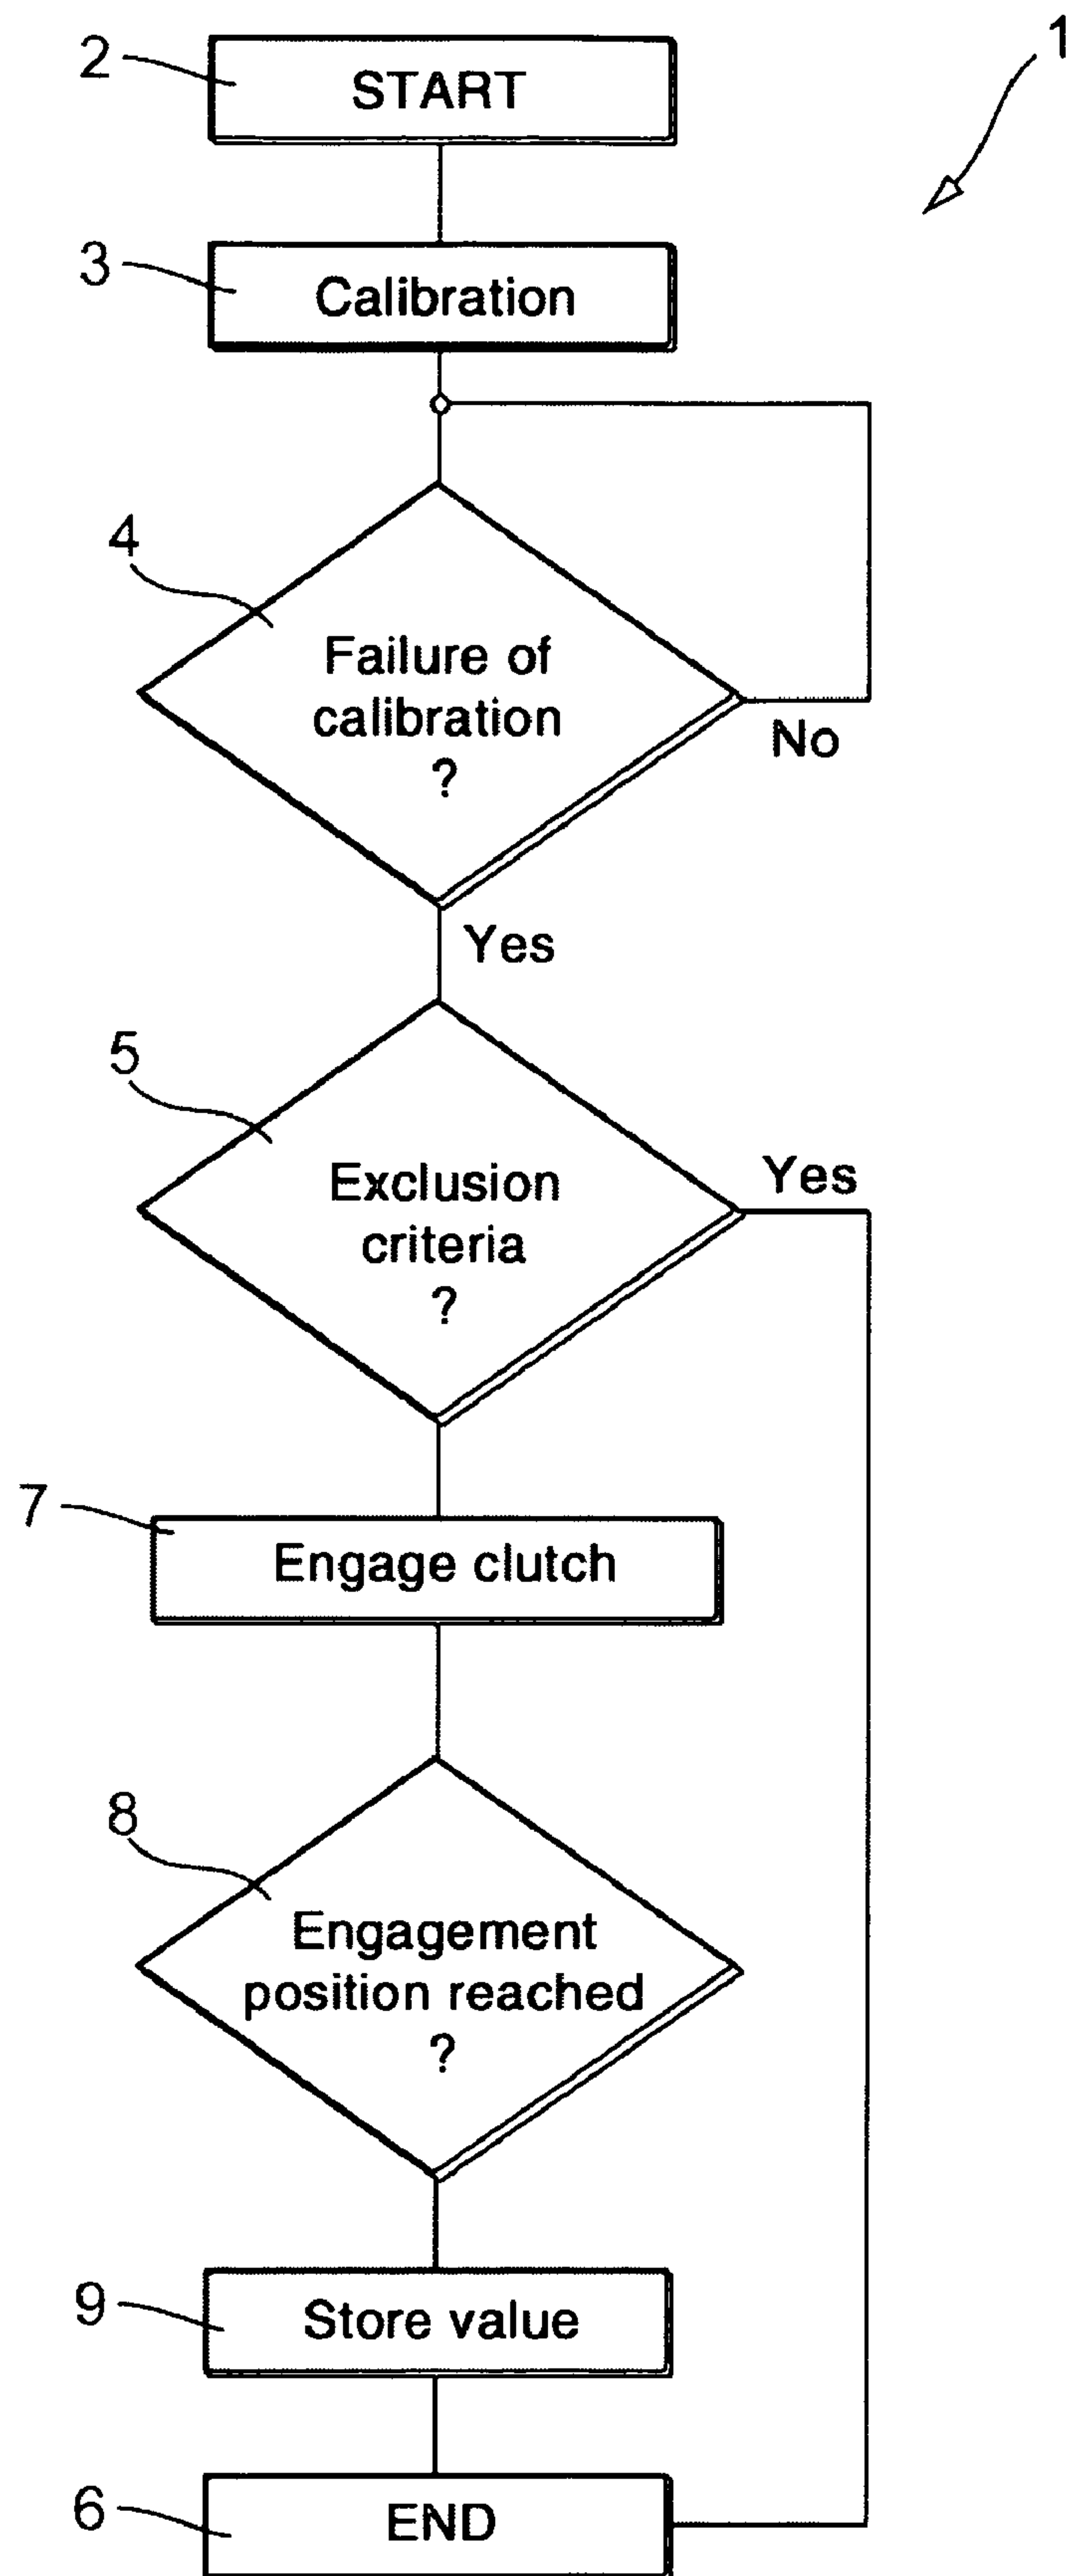 1
2
START
3
Calibration
4
Failure of
calibration
?
No
Yes
5
Exclusion
criteria
?
Yes
7
Engage clutch
8
Engagement
position reached
?
9
Store value
6
END